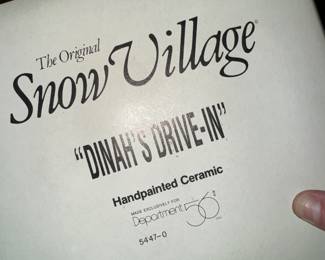 The Original
Snow Village®
"DINAH'S DRIVE-IN"
Handpainted Ceramic
MADE EXCLUSIVELY FOR
Department 56
5447-0